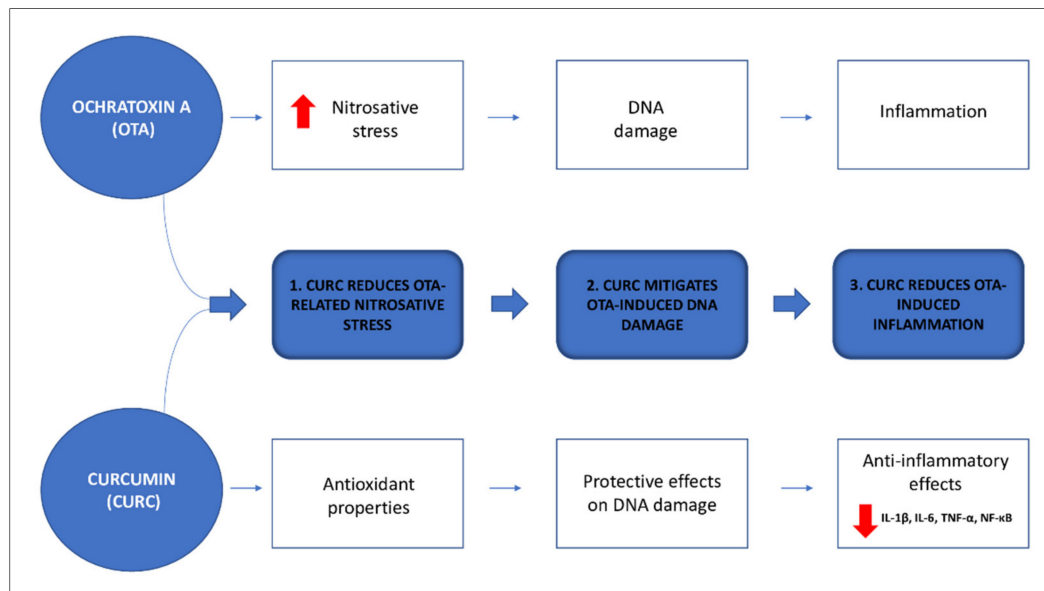 OCHRATOXIN A
(OTA)
Nitrosative
stress
DNA
damage
Inflammation
1. CURC REDUCES OTA-
RELATED NITROSATIVE
STRESS
2. CURC MITIGATES
OTA-INDUCED DNA
DAMAGE
3. CURC REDUCES OTA-
INDUCED
INFLAMMATION
CURCUMIN
(CURC)
Antioxidant
properties
Protective effects
on DNA damage
Anti-inflammatory
effects
IL-1β, IL-6, TNF-α, NF-κB